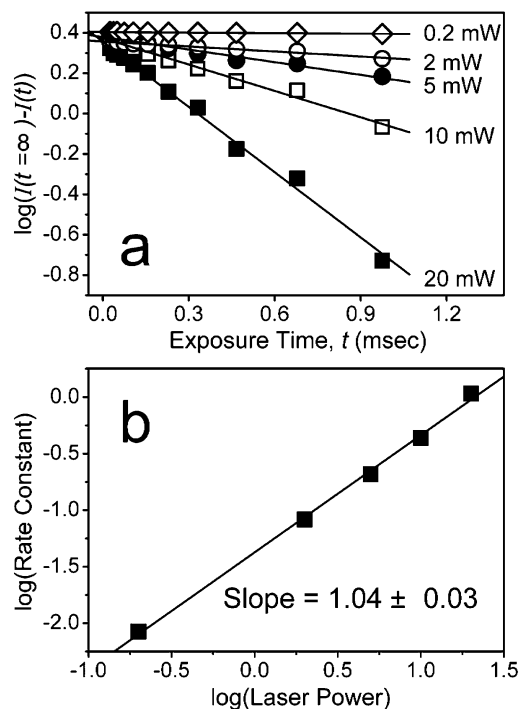 0.4
0.2
0.0
-0.2
-0.4
-0.6
-0.8
log(I(t =∞ )-I(t))
a
0.2 mW
2 mW
5 mW
10 mW
20 mW
0.0 0.3 0.6 0.9 1.2
Exposure Time, t (msec)
b
0.0
-0.5
-1.0
-1.5
-2.0
log(Rate Constant)
Slope = 1.04 ± 0.03
-1.0 -0.5 0.0 0.5 1.0 1.5
log(Laser Power)